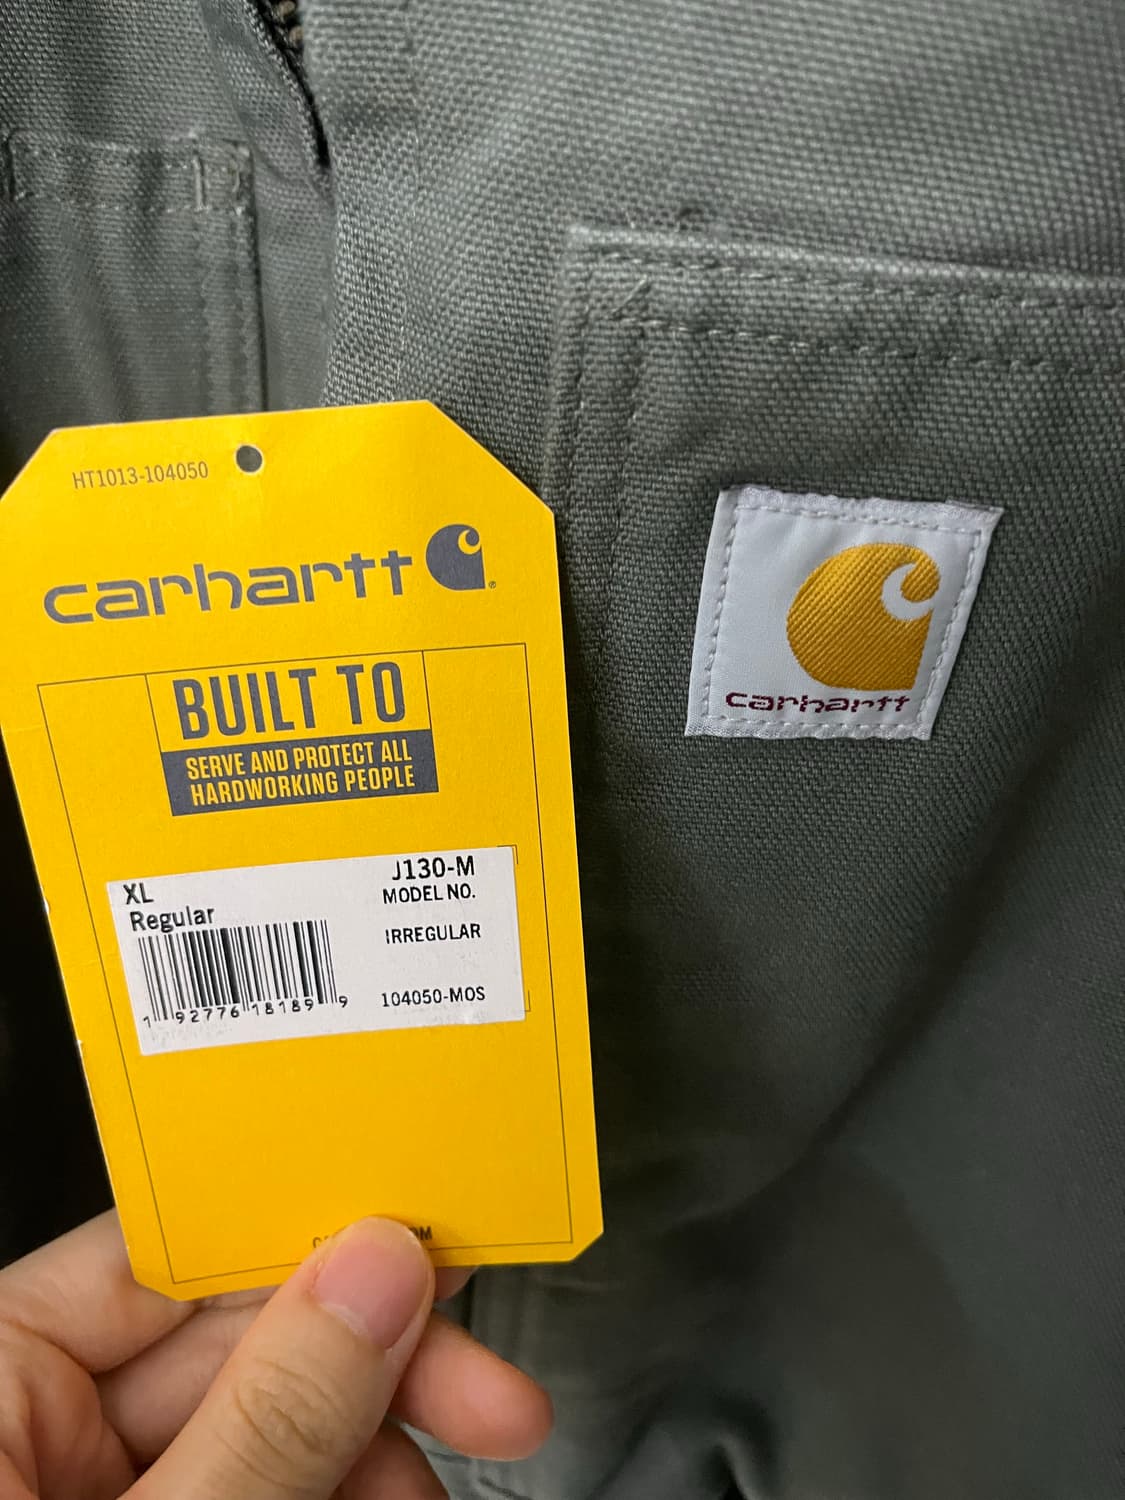 HT1013-104050
carhartt
BUILT TO
SERVE AND PROTECT ALL
HARDWORKING PEOPLE
XL
Regular
J130-M
MODEL NO.
IRREGULAR
1 92776 18189 9
104050-MOS
carhartt